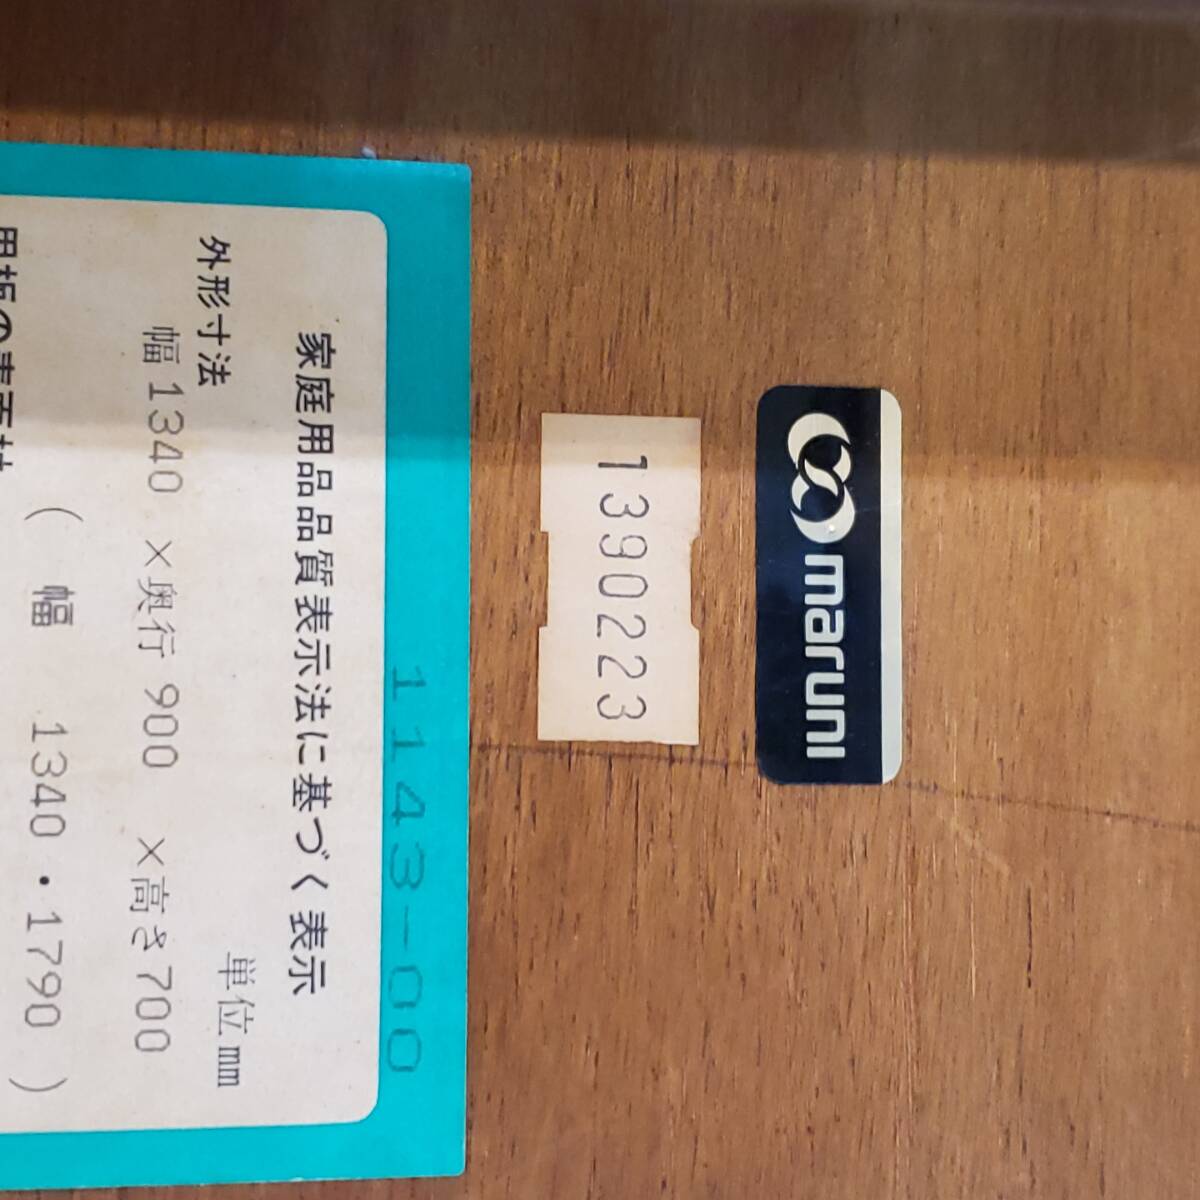 maruni
1390223
1143-00
家庭用品品質表示法に基づく表示
外形寸法 単位mm
幅1340 ×奥行900 ×高さ700
( 幅 1340・1790 )